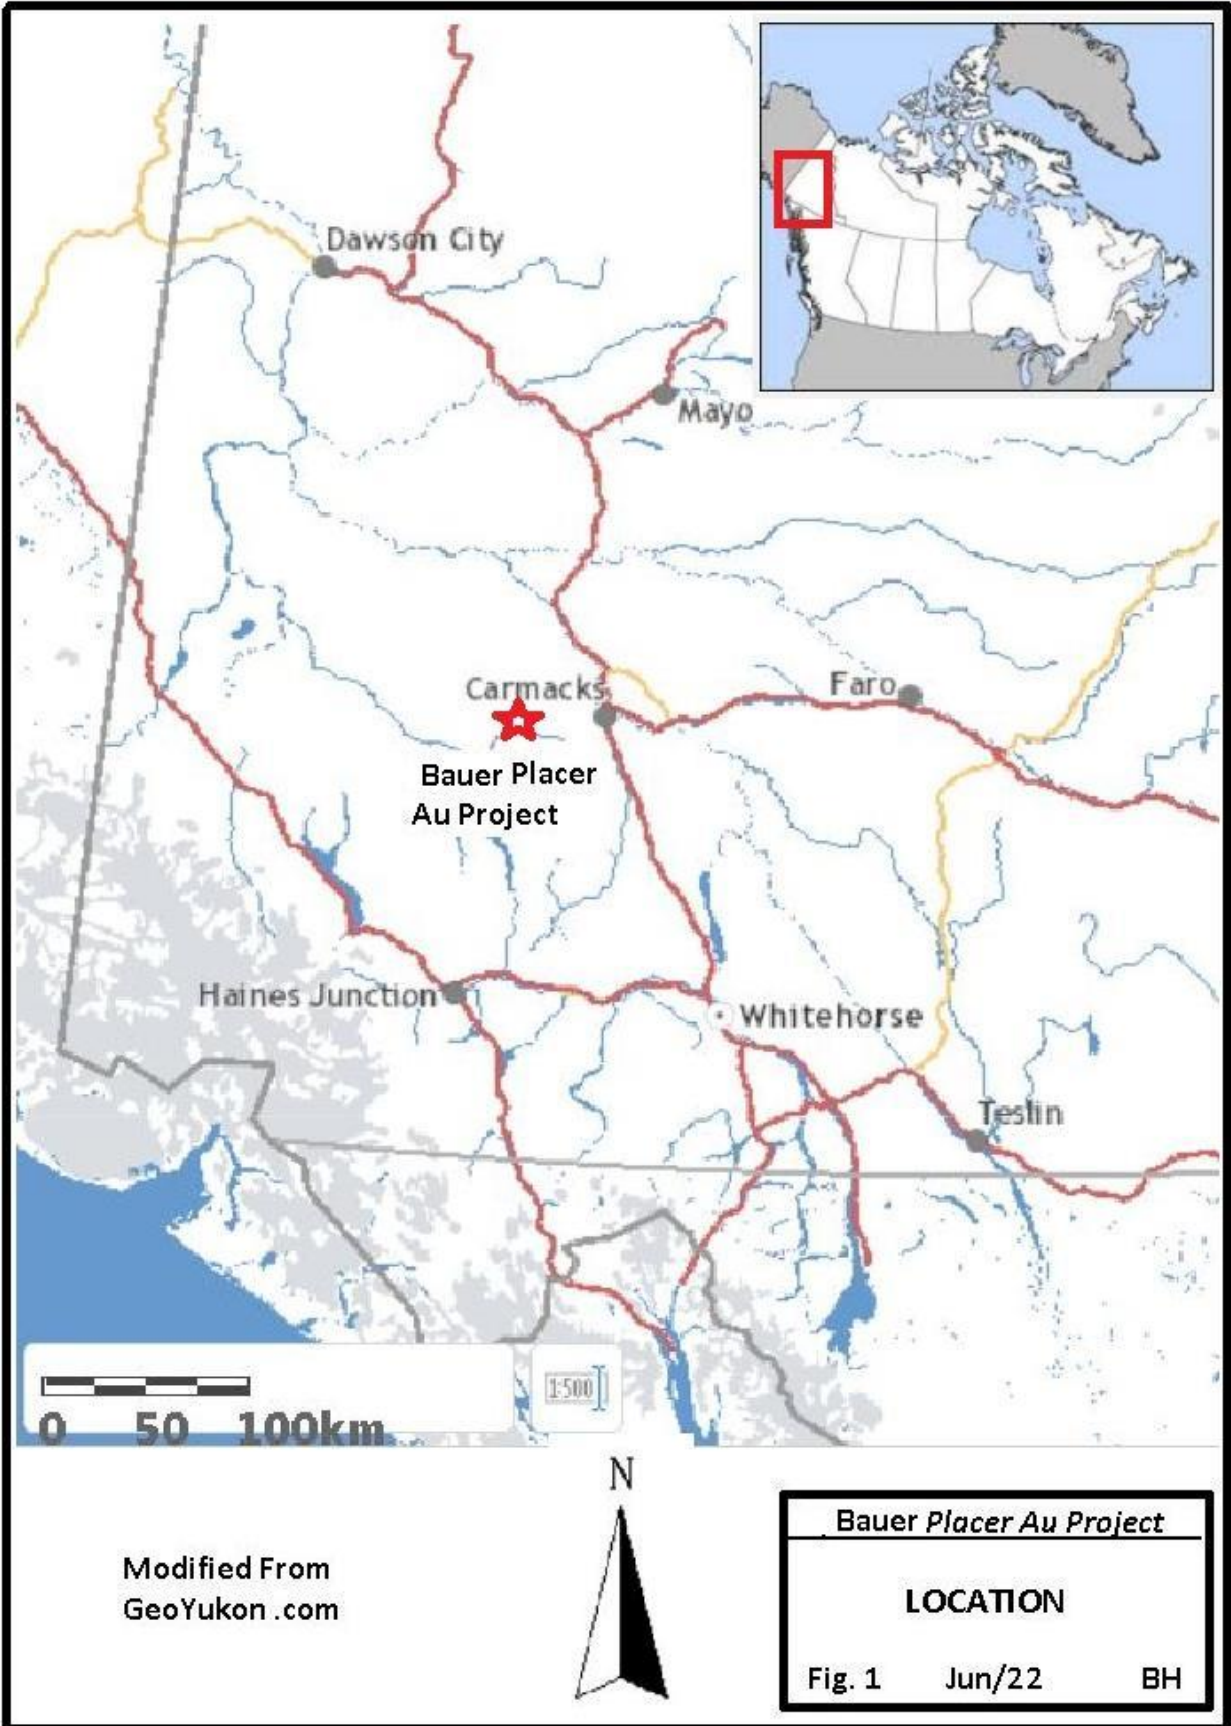 Dawson City
Mayo
Carmacks
Faro
Bauer Placer
Au Project
Haines Junction
Whitehorse
Teslin
1:500
0 50 100km
N
Modified From
GeoYukon .com
Bauer Placer Au Project
LOCATION
Fig. 1 Jun/22 BH